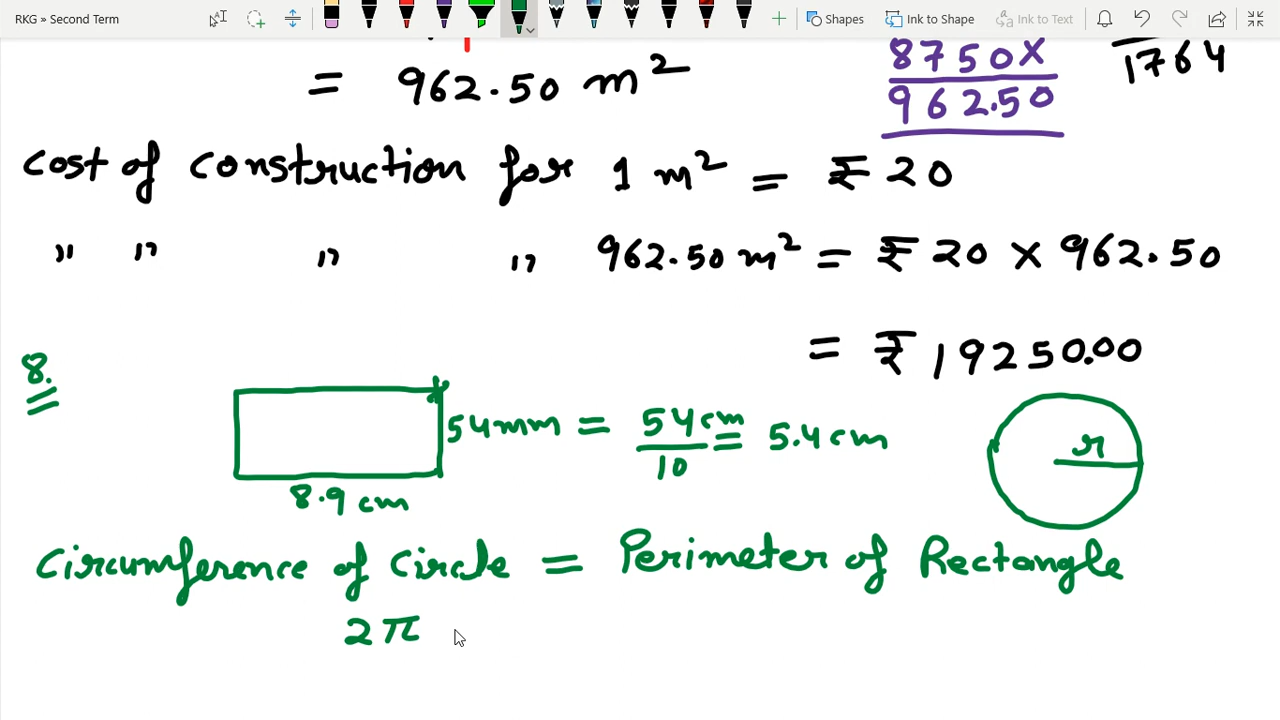 RKG » Second Term
Shapes
Ink to Shape
Ink to Text
= 962.50 m²
8750X
962.50
1764
Cost of construction for 1 m² = ₹ 20
" " " " 962.50 m² = ₹ 20 × 962.50
= ₹ 19250.00
8.
54mm = 54cm/10 = 5.4 cm
r
8.9 cm
Circumference of Circle = Perimeter of Rectangle
2π